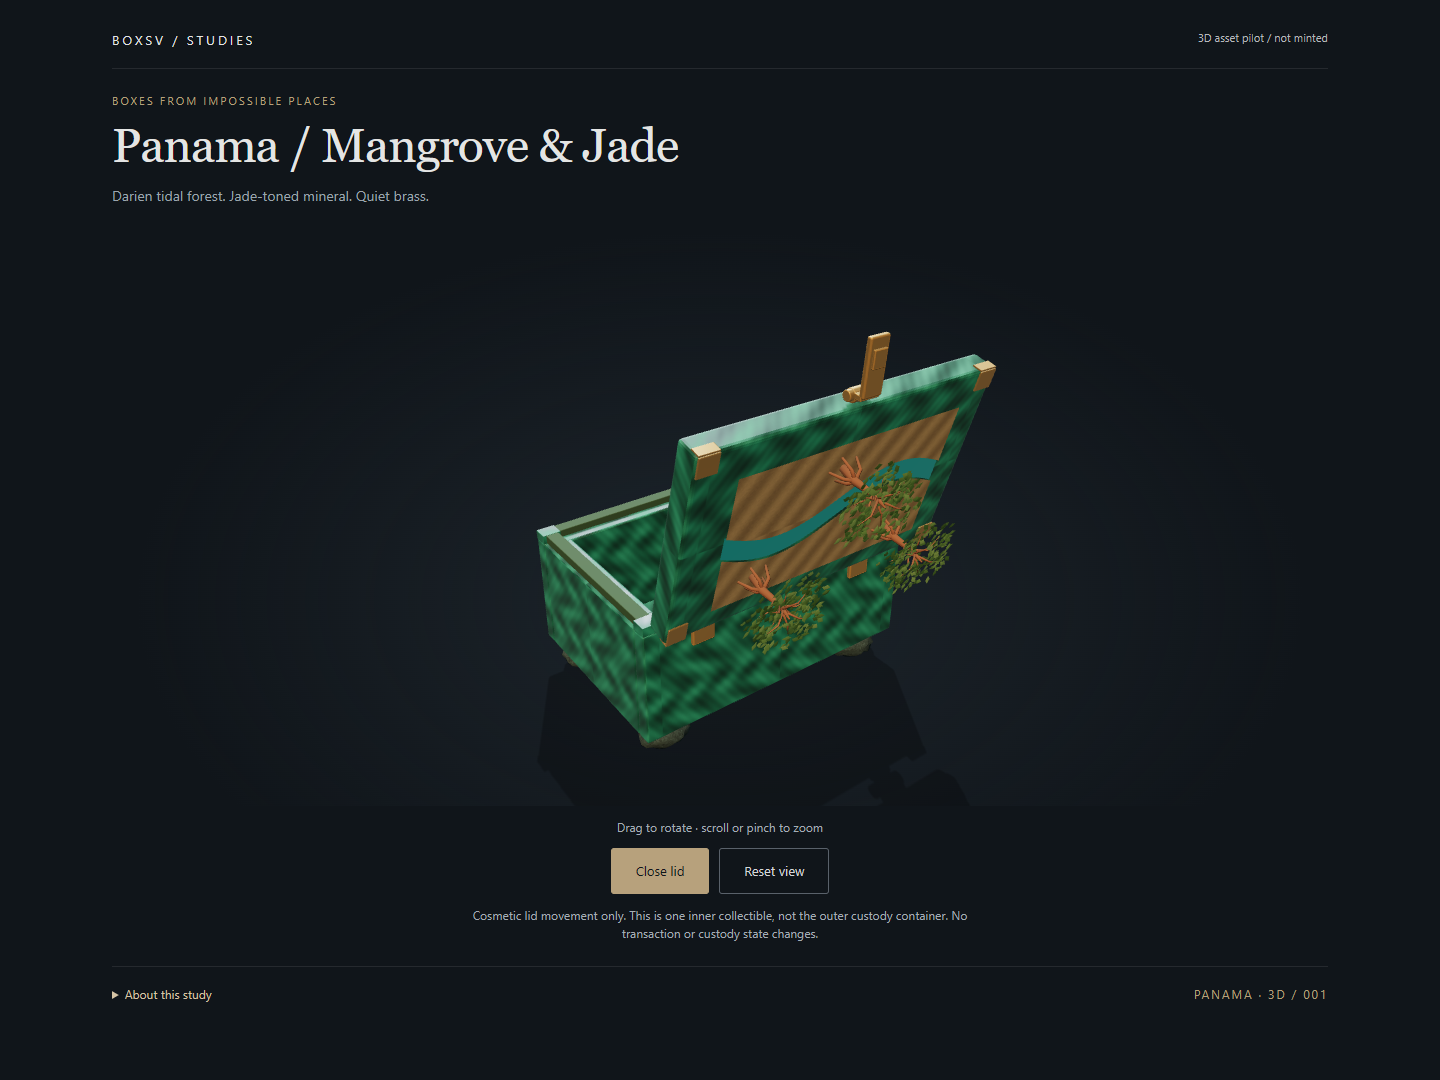 BOXSV / STUDIES
3D asset pilot / not minted
BOXES FROM IMPOSSIBLE PLACES
Panama / Mangrove & Jade
Darien tidal forest. Jade-toned mineral. Quiet brass.
Drag to rotate · scroll or pinch to zoom
Close lid
Reset view
Cosmetic lid movement only. This is one inner collectible, not the outer custody container. No
transaction or custody state changes.
About this study
PANAMA · 3D / 001